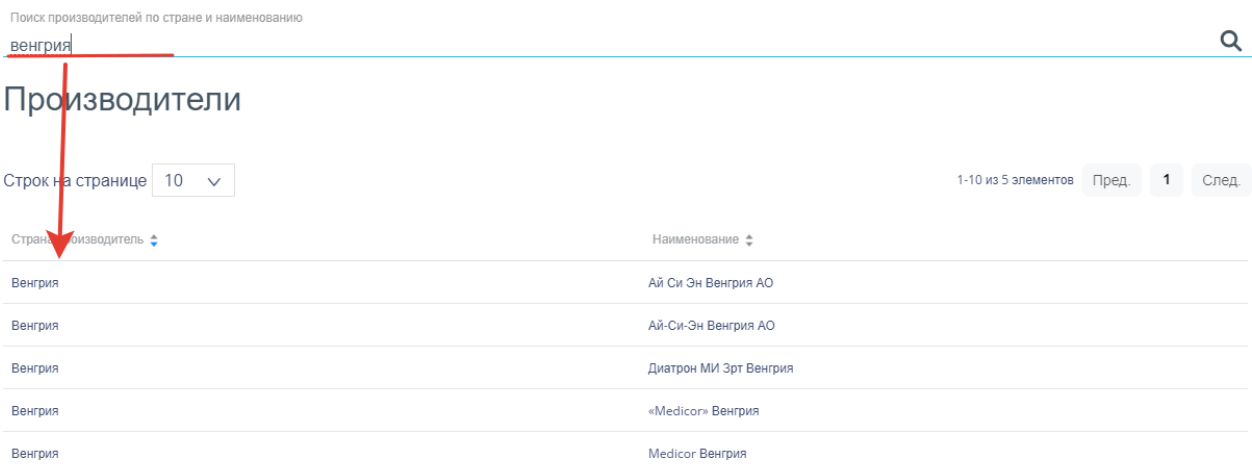 Поиск производителей по стране и наименованию
венгрия
Производители
Строк на странице 10
1-10 из 5 элементов Пред. 1 След.
Страна производитель Наименование
Венгрия Ай Си Эн Венгрия АО
Венгрия Ай-Си-Эн Венгрия АО
Венгрия Диатрон МИ Зрт Венгрия
Венгрия «Medicor» Венгрия
Венгрия Medicor Венгрия